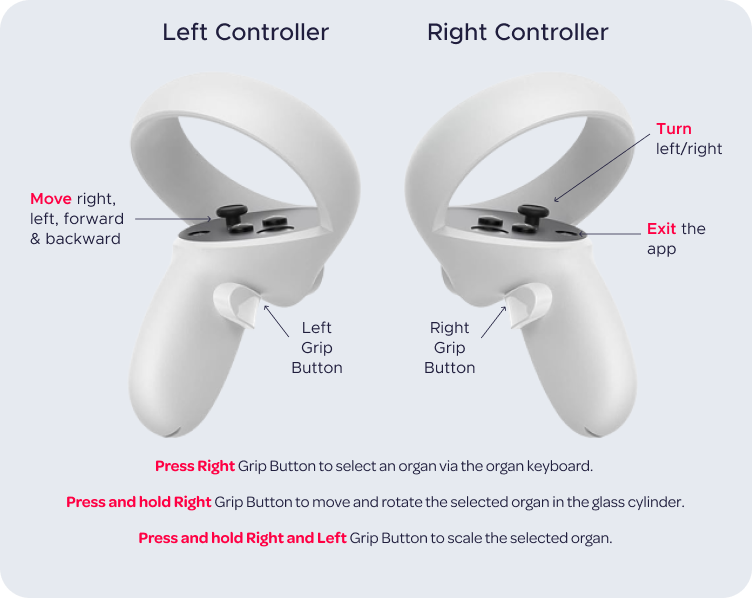 Left Controller
Right Controller
Turn
left/right
Move right,
left, forward
& backward
Exit the
app
Left
Grip
Button
Right
Grip
Button
Press Right Grip Button to select an organ via the organ keyboard.
Press and hold Right Grip Button to move and rotate the selected organ in the glass cylinder.
Press and hold Right and Left Grip Button to scale the selected organ.